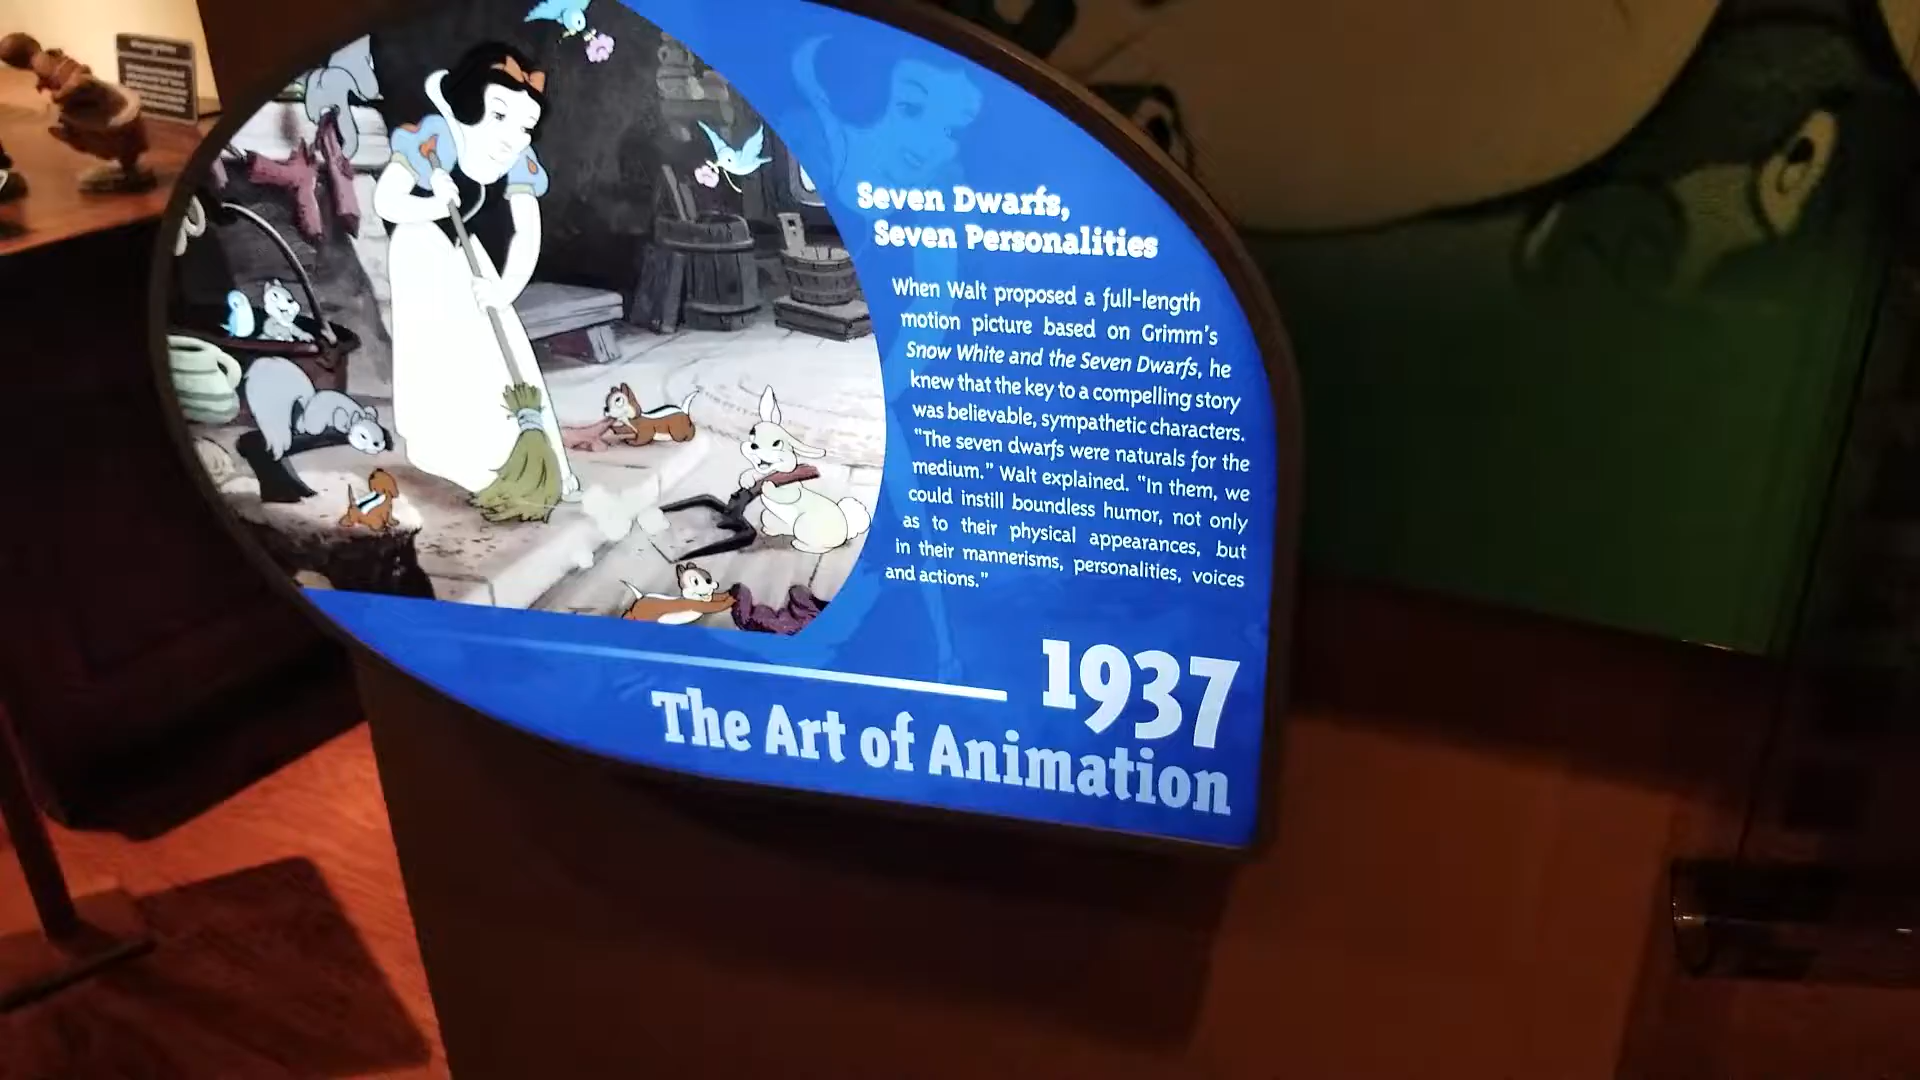 Seven Dwarfs,
Seven Personalities
When Walt proposed a full-length
motion picture based on Grimm's
Snow White and the Seven Dwarfs, he
knew that the key to a compelling story
was believable, sympathetic characters.
"The seven dwarfs were naturals for the
medium." Walt explained. "In them, we
could instill boundless humor, not only
as to their physical appearances, but
in their mannerisms, personalities, voices
and actions."
1937
The Art of Animation